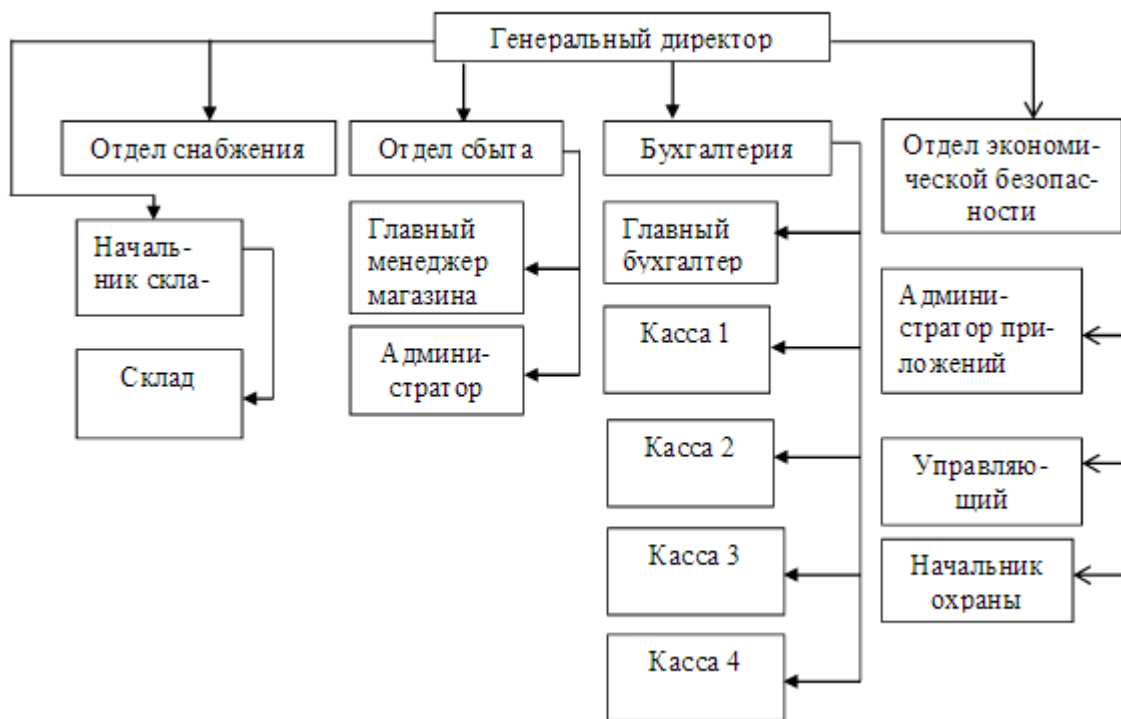 Генеральный директор
Отдел снабжения
Отдел сбыта
Бухгалтерия
Отдел экономи-
ческой безопас-
ности
Началь-
ник скла-
Главный
менеджер
магазина
Главный
бухгалтер
Админи-
стратор при-
ложений
Касса 1
Склад
Админи-
стратор
Касса 2
Управляю-
щий
Касса 3
Начальник
охраны
Касса 4